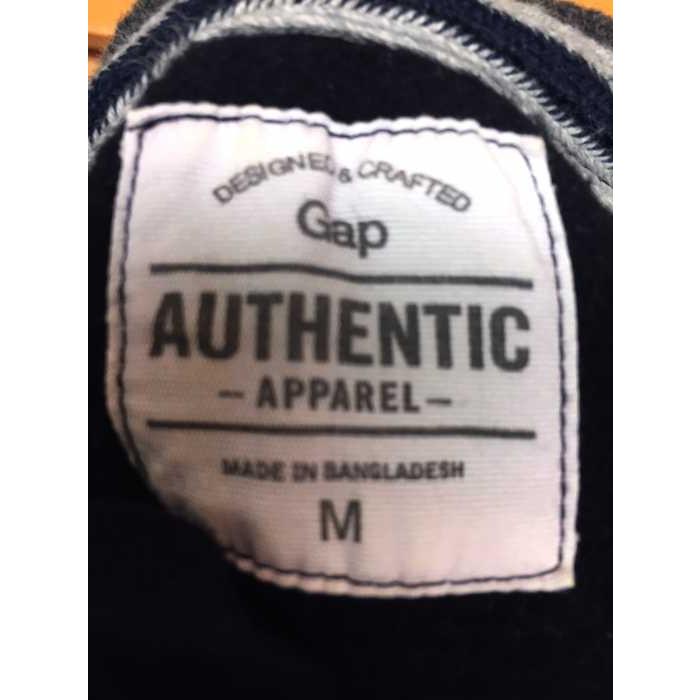 DESIGNED & CRAFTED
Gap
AUTHENTIC
- APPAREL -
MADE IN BANGLADESH
M